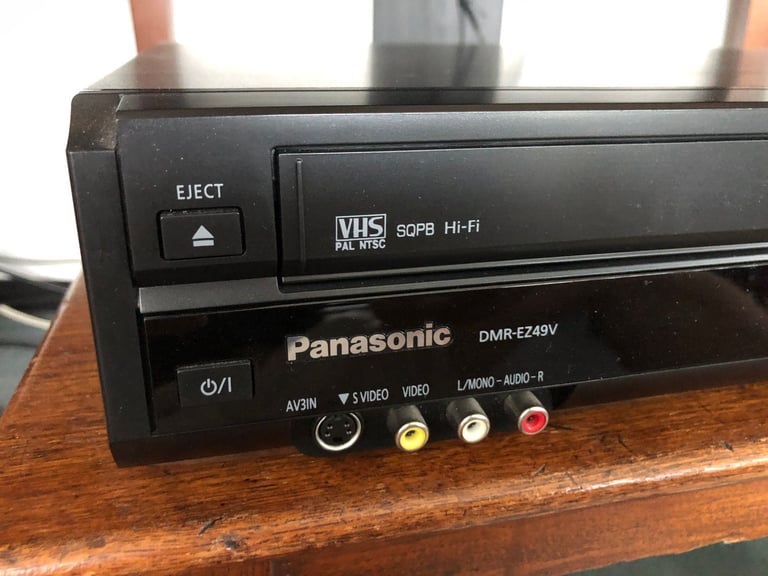 EJECT
VHS
PAL NTSC
SQPB Hi-Fi
Panasonic
DMR-EZ49V
⏻/I
AV3IN
▼ S VIDEO
VIDEO
L/MONO - AUDIO - R